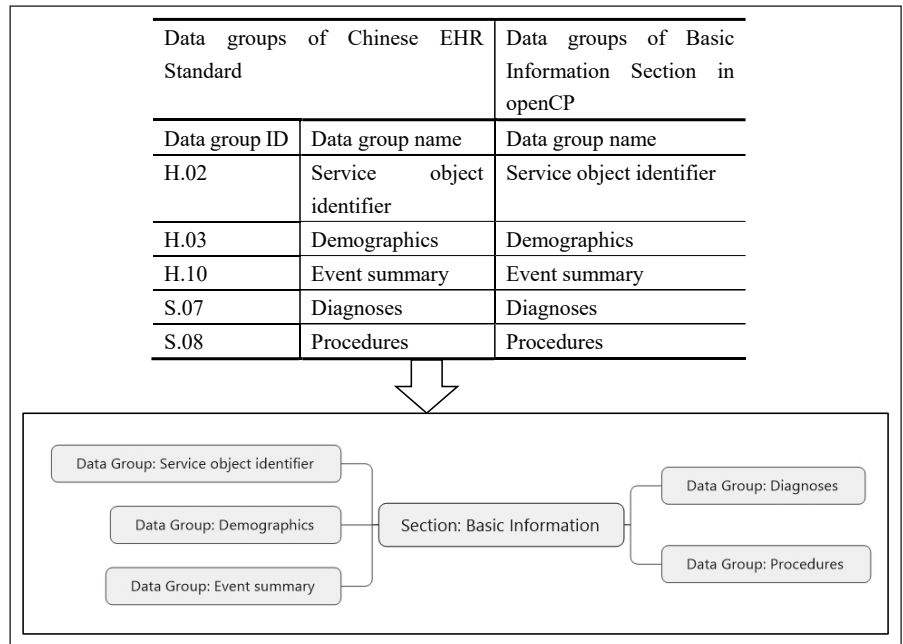 Data groups of Chinese EHR
Standard
Data groups of Basic
Information Section in
openCP
Data group ID
Data group name
Data group name
H.02
Service object
identifier
Service object identifier
H.03
Demographics
Demographics
H.10
Event summary
Event summary
S.07
Diagnoses
Diagnoses
S.08
Procedures
Procedures
Data Group: Service object identifier
Data Group: Demographics
Data Group: Event summary
Section: Basic Information
Data Group: Diagnoses
Data Group: Procedures